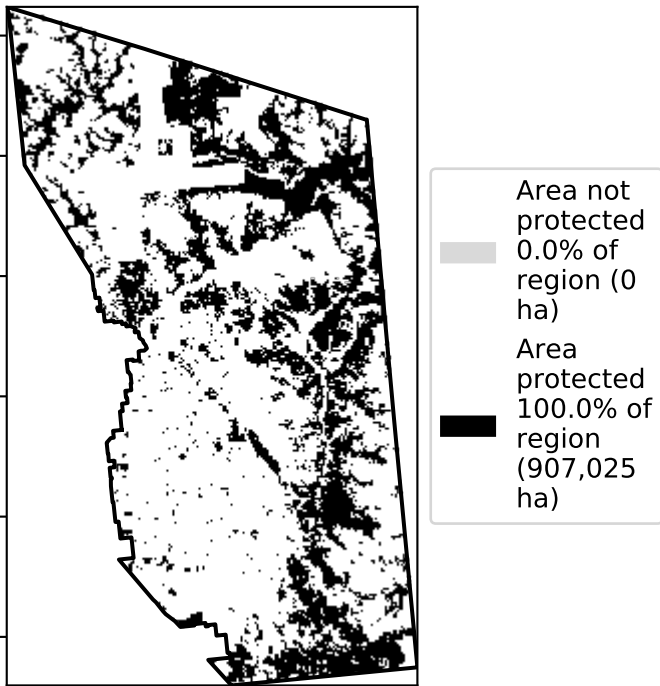 Area not
protected
0.0% of
region (0
ha)
Area
protected
100.0% of
region
(907,025
ha)